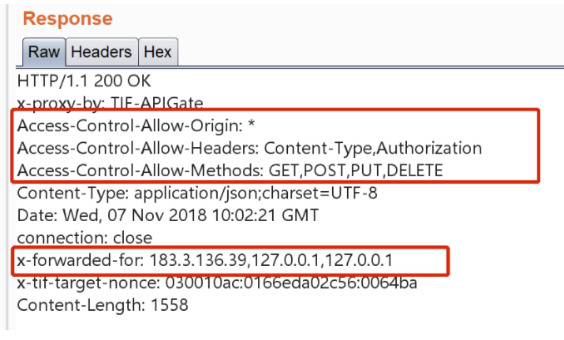 Response
Raw Headers Hex
HTTP/1.1 200 OK
x-proxy-by: TIF-APIGate
Access-Control-Allow-Origin: *
Access-Control-Allow-Headers: Content-Type,Authorization
Access-Control-Allow-Methods: GET,POST,PUT,DELETE
Content-Type: application/json;charset=UTF-8
Date: Wed, 07 Nov 2018 10:02:21 GMT
connection: close
x-forwarded-for: 183.3.136.39,127.0.0.1,127.0.0.1
x-tif-target-nonce: 030010ac:0166eda02c56:0064ba
Content-Length: 1558